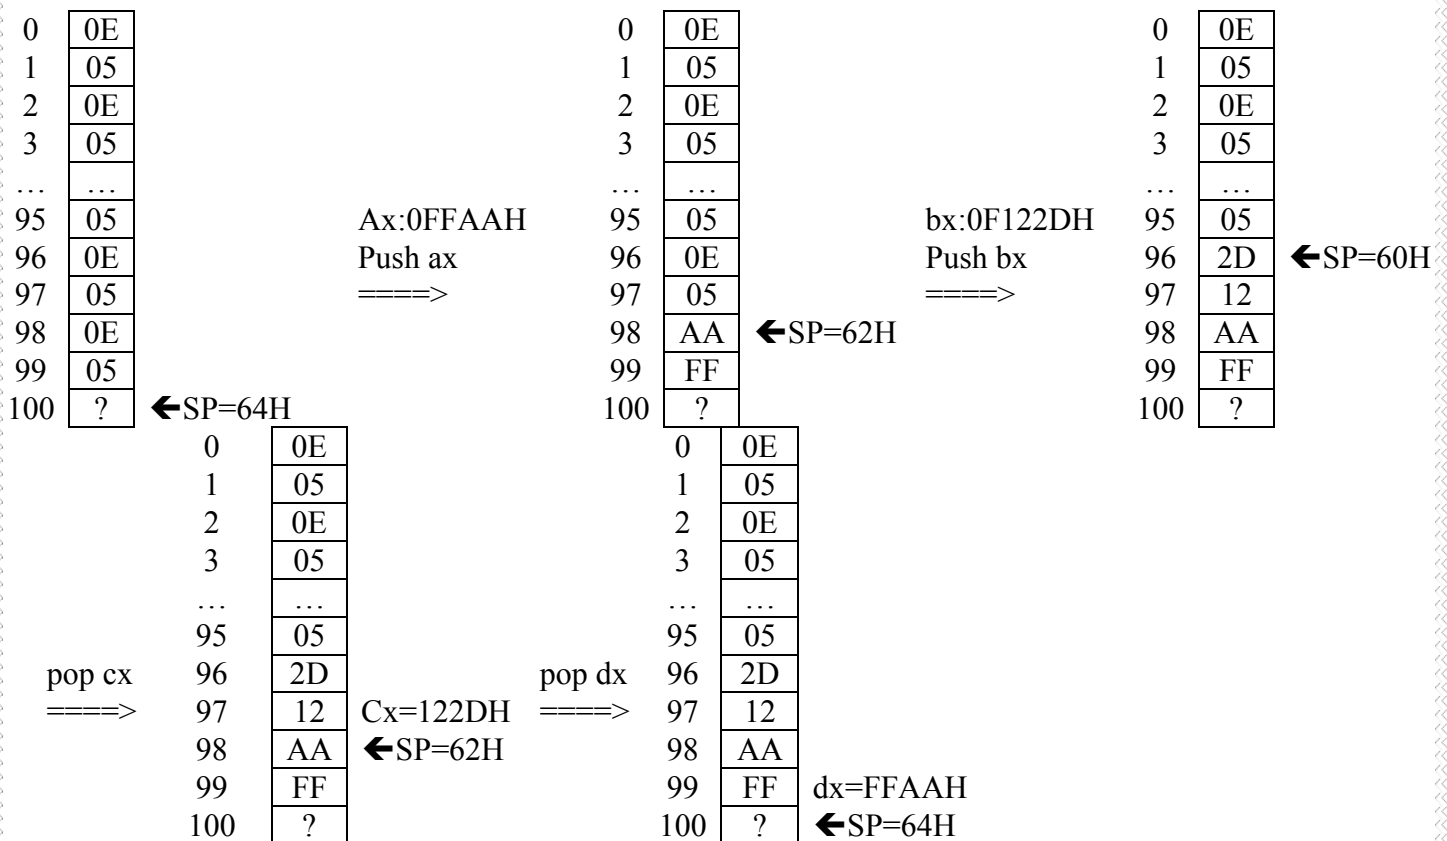 0 0E 0 0E 0 0E
1 05 1 05 1 05
2 0E 2 0E 2 0E
3 05 3 05 3 05
… … … … … …
95 05 Ax:0FFAAH 95 05 bx:0F122DH 95 05
96 0E Push ax 96 0E Push bx 96 2D 🡸SP=60H
97 05 ====> 97 05 ====> 97 12
98 0E 98 AA 🡸SP=62H 98 AA
99 05 99 FF 99 FF
100 ? 🡸SP=64H 100 ? 100 ?
0 0E 0 0E
1 05 1 05
2 0E 2 0E
3 05 3 05
… … … …
95 05 95 05
pop cx 96 2D pop dx 96 2D
====> 97 12 Cx=122DH ====> 97 12
98 AA 🡸SP=62H 98 AA
99 FF 99 FF dx=FFAAH
100 ? 100 ? 🡸SP=64H